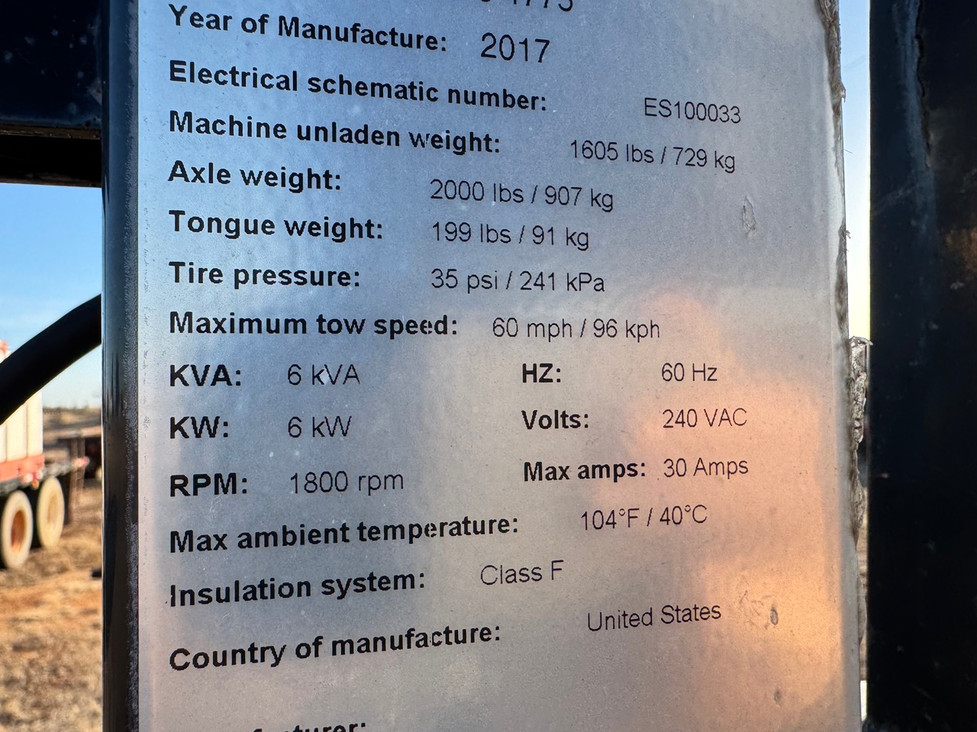 Year of Manufacture: 2017
Electrical schematic number: ES100033
Machine unladen weight: 1605 lbs / 729 kg
Axle weight: 2000 lbs / 907 kg
Tongue weight: 199 lbs / 91 kg
Tire pressure: 35 psi / 241 kPa
Maximum tow speed: 60 mph / 96 kph
KVA: 6 kVA HZ: 60 Hz
KW: 6 kW Volts: 240 VAC
RPM: 1800 rpm Max amps: 30 Amps
Max ambient temperature: 104°F / 40°C
Insulation system: Class F
Country of manufacture: United States